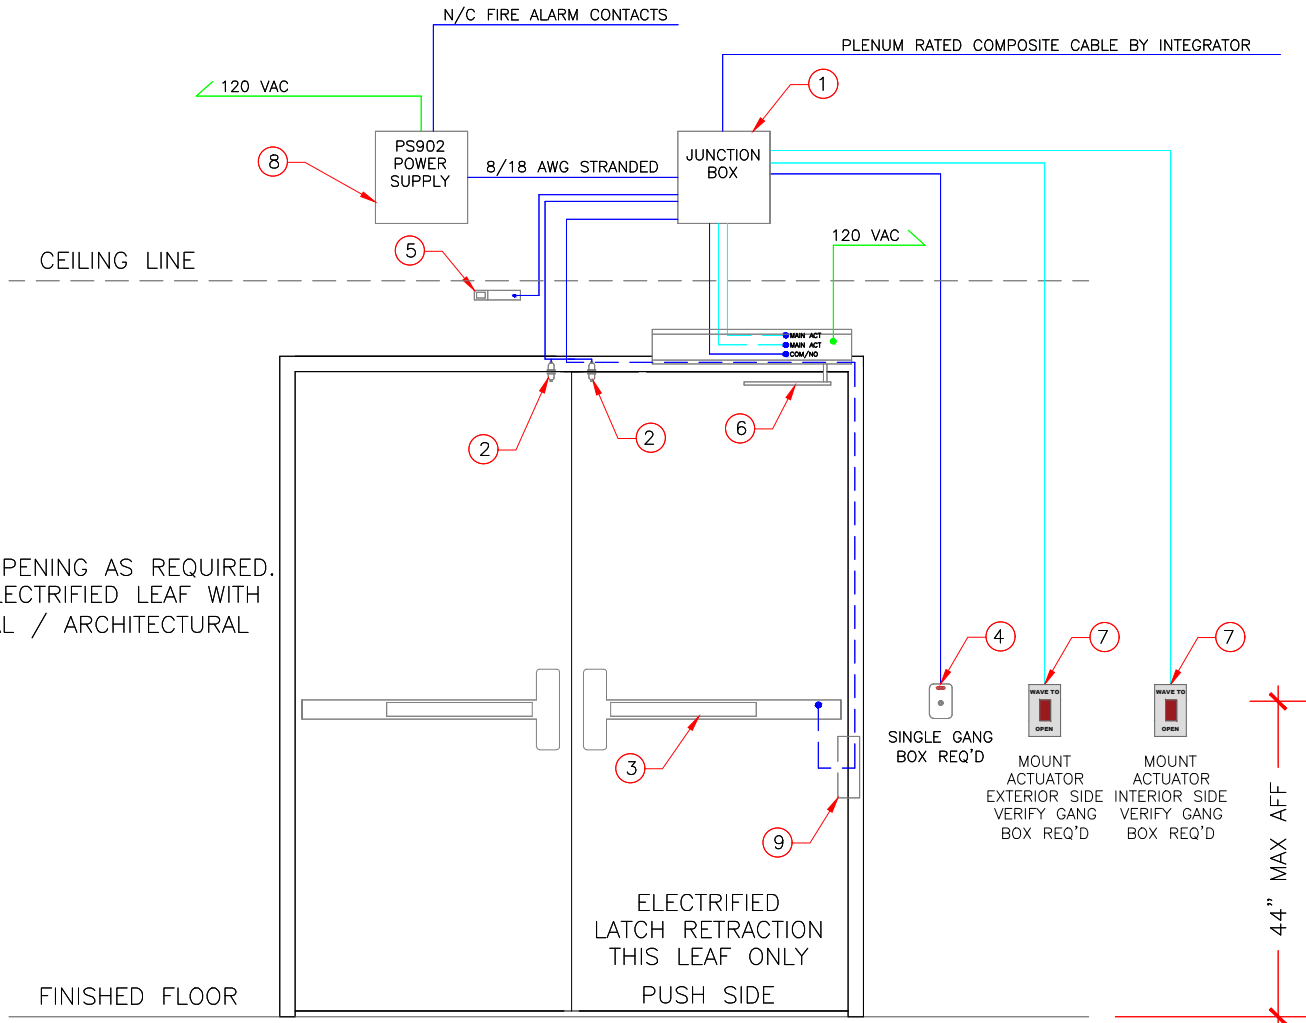 N/C FIRE ALARM CONTACTS
PLENUM RATED COMPOSITE CABLE BY INTEGRATOR
120 VAC
1
PS902
POWER
SUPPLY
8
8/18 AWG STRANDED
JUNCTION
BOX
5
120 VAC
CEILING LINE
MAIN ACT
MAIN ACT
COM/NO
2
2
6
PENING AS REQUIRED.
LECTRIFIED LEAF WITH
AL / ARCHITECTURAL
4
7
7
WAVE TO
OPEN
WAVE TO
OPEN
3
SINGLE GANG
BOX REQ'D
MOUNT
ACTUATOR
EXTERIOR SIDE
VERIFY GANG
BOX REQ'D
MOUNT
ACTUATOR
INTERIOR SIDE
VERIFY GANG
BOX REQ'D
9
44" MAX AFF
ELECTRIFIED
LATCH RETRACTION
THIS LEAF ONLY
PUSH SIDE
FINISHED FLOOR